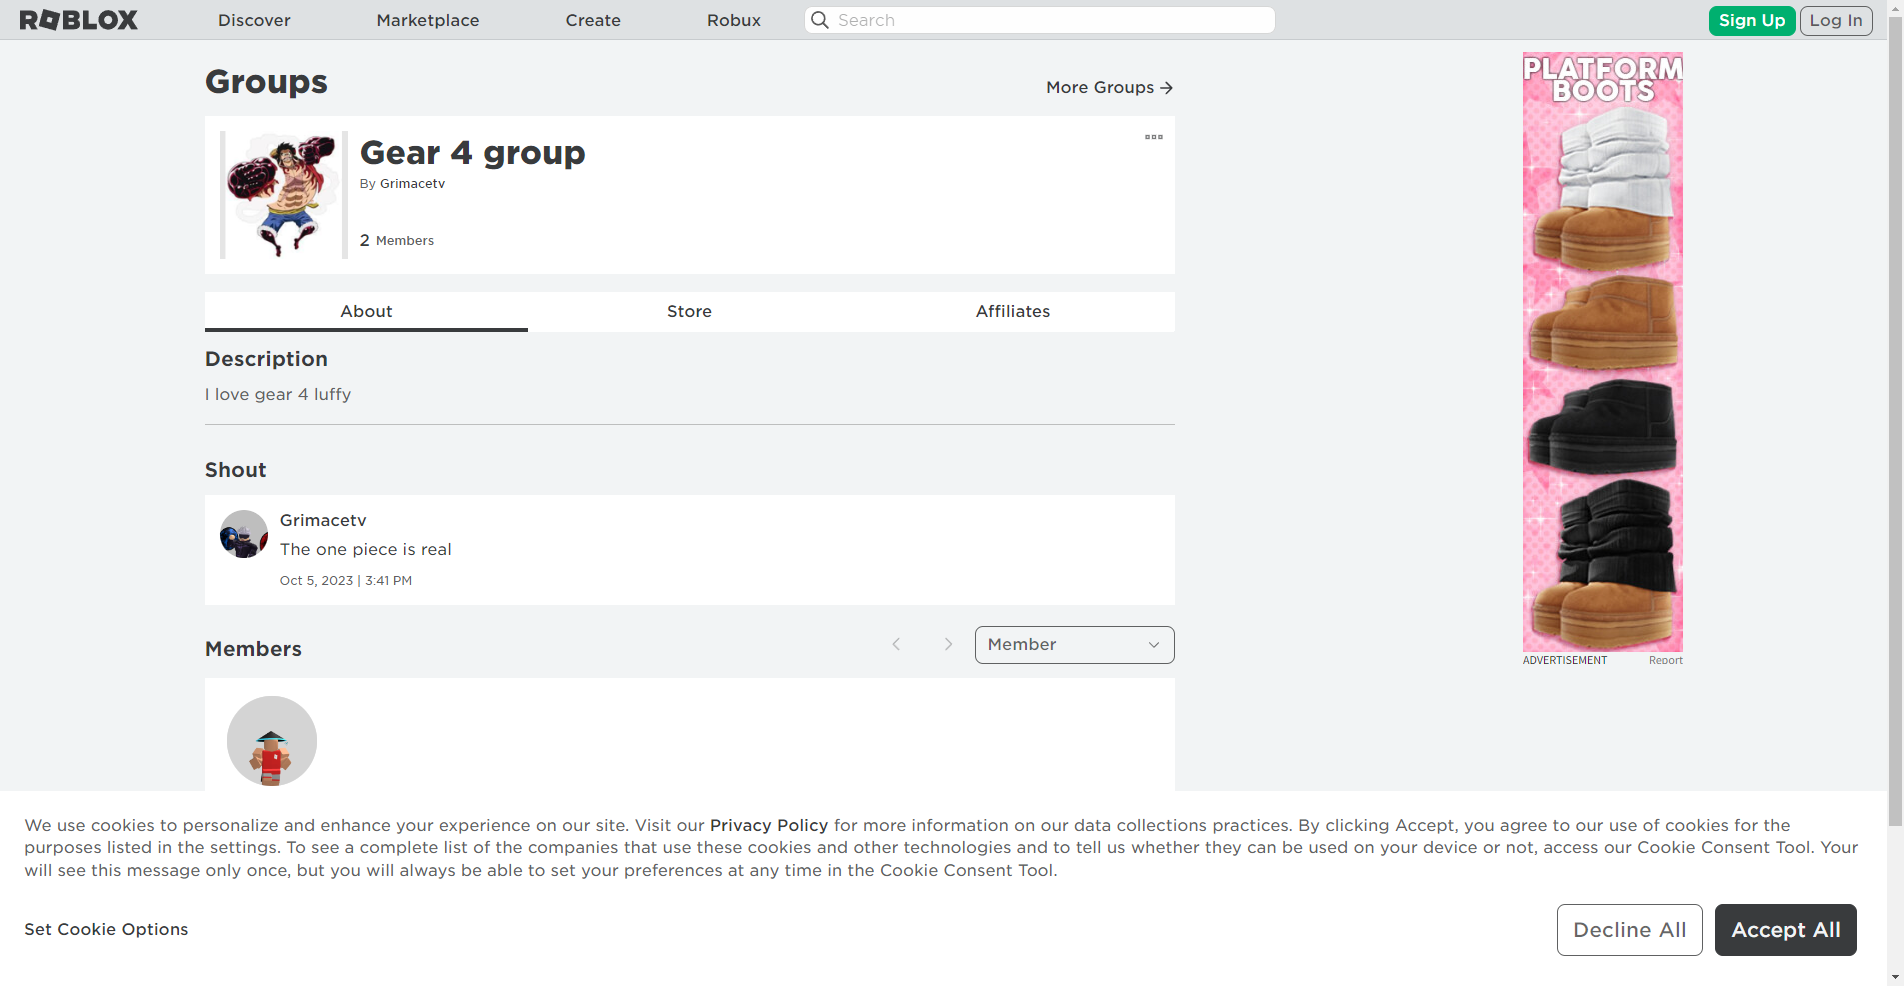 ROBLOX
Discover
Marketplace
Create
Robux
Search
Sign Up
Log In
Groups
More Groups
Gear 4 group
By Grimacetv
2 Members
About
Store
Affiliates
Description
I love gear 4 luffy
Shout
Grimacetv
The one piece is real
Oct 5, 2023 | 3:41 PM
Members
Member
PLATFORM
BOOTS
ADVERTISEMENT
Report
We use cookies to personalize and enhance your experience on our site. Visit our Privacy Policy for more information on our data collections practices. By clicking Accept, you agree to our use of cookies for the
purposes listed in the settings. To see a complete list of the companies that use these cookies and other technologies and to tell us whether they can be used on your device or not, access our Cookie Consent Tool. Your
will see this message only once, but you will always be able to set your preferences at any time in the Cookie Consent Tool.
Set Cookie Options
Decline All
Accept All